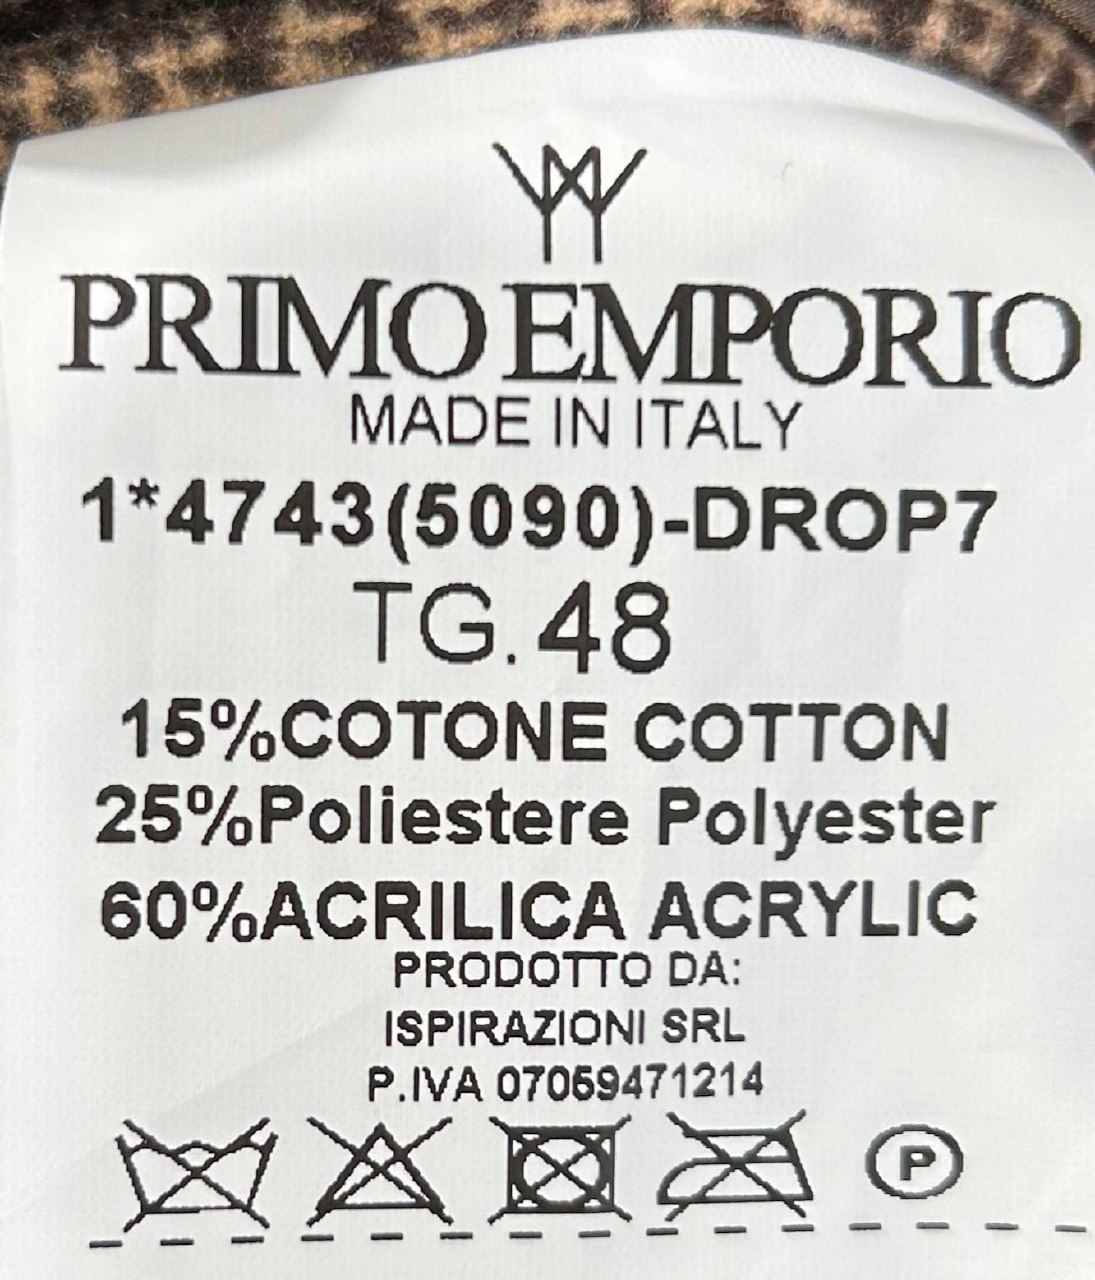 PRIMO EMPORIO
MADE IN ITALY
1*4743(5090)-DROP7
TG. 48
15%COTONE COTTON
25%Poliestere Polyester
60%ACRILICA ACRYLIC
PRODOTTO DA:
ISPIRAZIONI SRL
P.IVA 07059471214
P